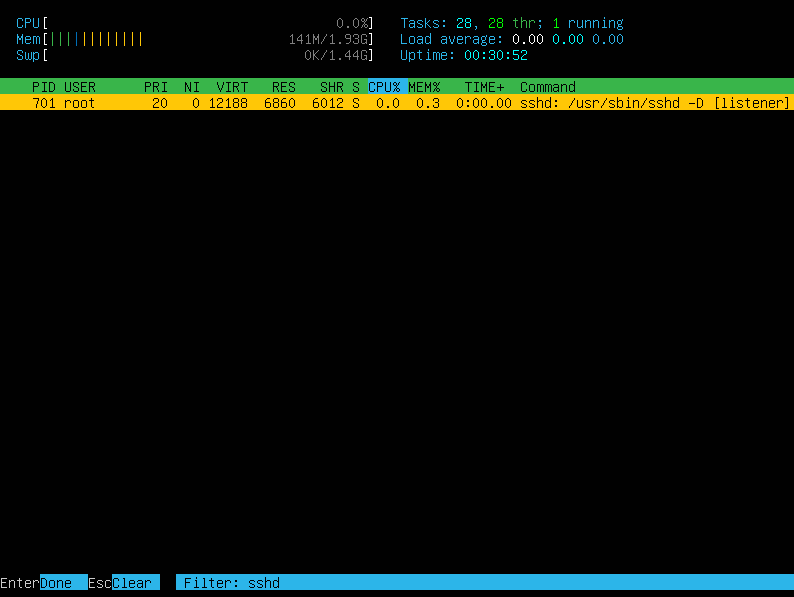 CPU[ 0.0%] Tasks: 28, 28 thr; 1 running
Mem[|||||||||||| 141M/1.93G] Load average: 0.00 0.00 0.00
Swp[ 0K/1.44G] Uptime: 00:30:52
PID USER PRI NI VIRT RES SHR S CPU% MEM% TIME+ Command
701 root 20 0 12188 6860 6012 S 0.0 0.3 0:00.00 sshd: /usr/sbin/sshd -D [listener]
EnterDone EscClear Filter: sshd